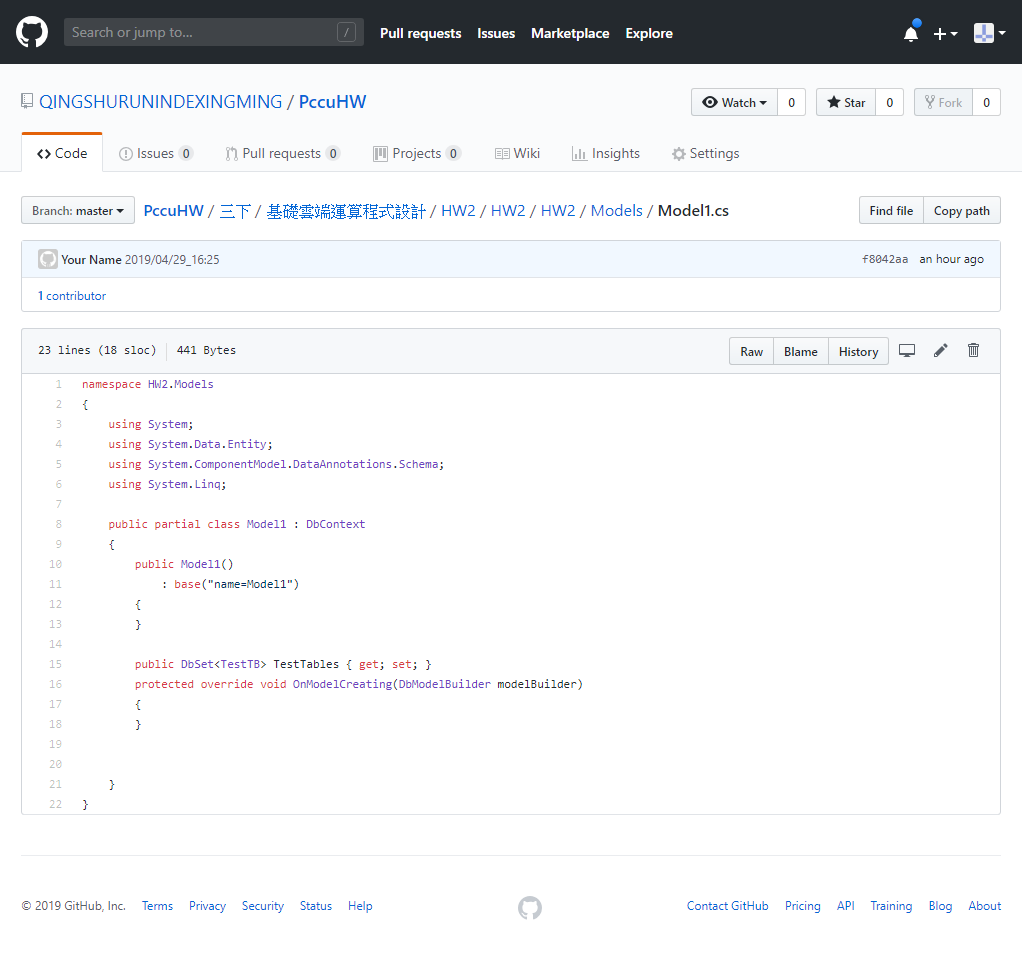 Search or jump to... /
Pull requests Issues Marketplace Explore
QINGSHURUNINDEXINGMING / PccuHW
Watch 0 Star 0 Fork 0
Code Issues 0 Pull requests 0 Projects 0 Wiki Insights Settings
Branch: master PccuHW / 三下 / 基礎雲端運算程式設計 / HW2 / HW2 / HW2 / Models / Model1.cs Find file Copy path
Your Name 2019/04/29_16:25 f8042aa an hour ago
1 contributor
23 lines (18 sloc) 441 Bytes Raw Blame History
1 namespace HW2.Models
2 {
3 using System;
4 using System.Data.Entity;
5 using System.ComponentModel.DataAnnotations.Schema;
6 using System.Linq;
7
8 public partial class Model1 : DbContext
9 {
10 public Model1()
11 : base("name=Model1")
12 {
13 }
14
15 public DbSet<TestTB> TestTables { get; set; }
16 protected override void OnModelCreating(DbModelBuilder modelBuilder)
17 {
18 }
19
20
21 }
22 }
© 2019 GitHub, Inc. Terms Privacy Security Status Help Contact GitHub Pricing API Training Blog About